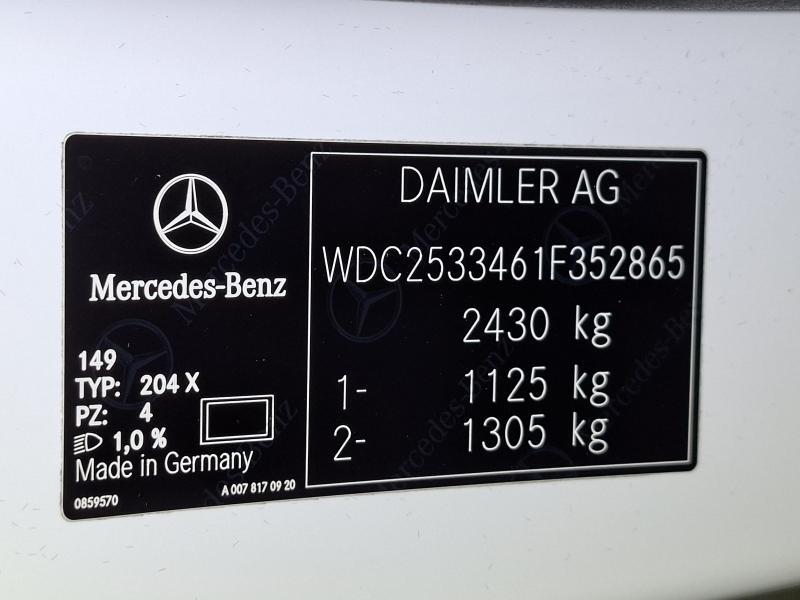 Mercedes-Benz
149
TYP: 204 X
PZ: 4
1,0 %
Made in Germany
0859570
A 007 817 09 20
DAIMLER AG
WDC2533461F352865
2430 kg
1- 1125 kg
2- 1305 kg